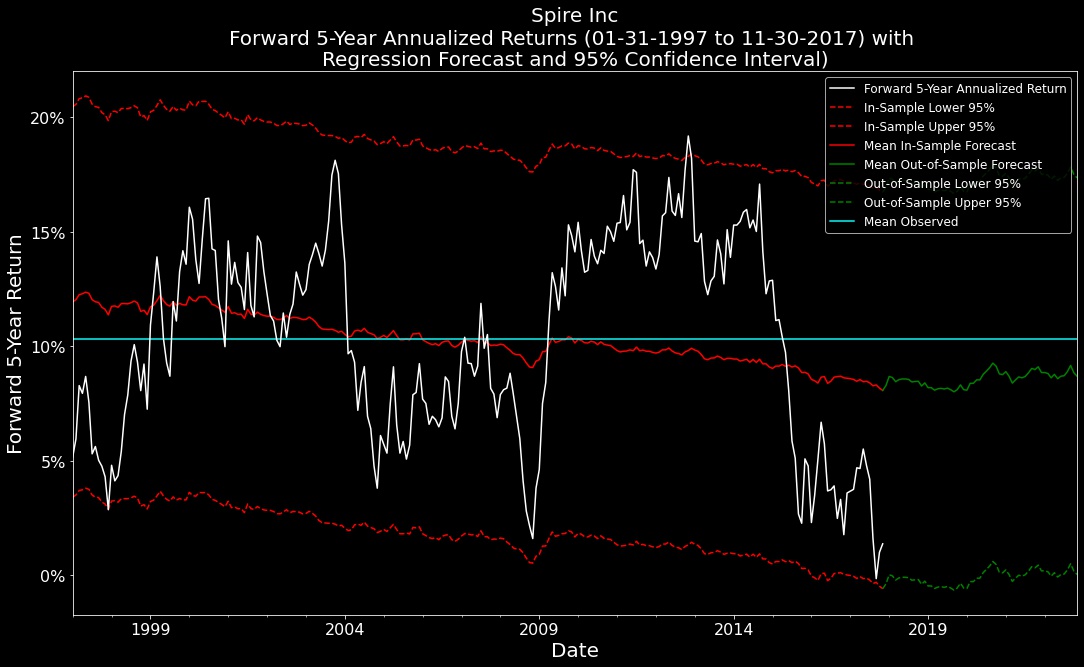 Spire Inc
Forward 5-Year Annualized Returns (01-31-1997 to 11-30-2017) with
Regression Forecast and 95% Confidence Interval)
Forward 5-Year Annualized Return
In-Sample Lower 95%
In-Sample Upper 95%
Mean In-Sample Forecast
Mean Out-of-Sample Forecast
Out-of-Sample Lower 95%
Out-of-Sample Upper 95%
Mean Observed
Forward 5-Year Return
20%
15%
10%
5%
0%
1999
2004
2009
2014
2019
Date